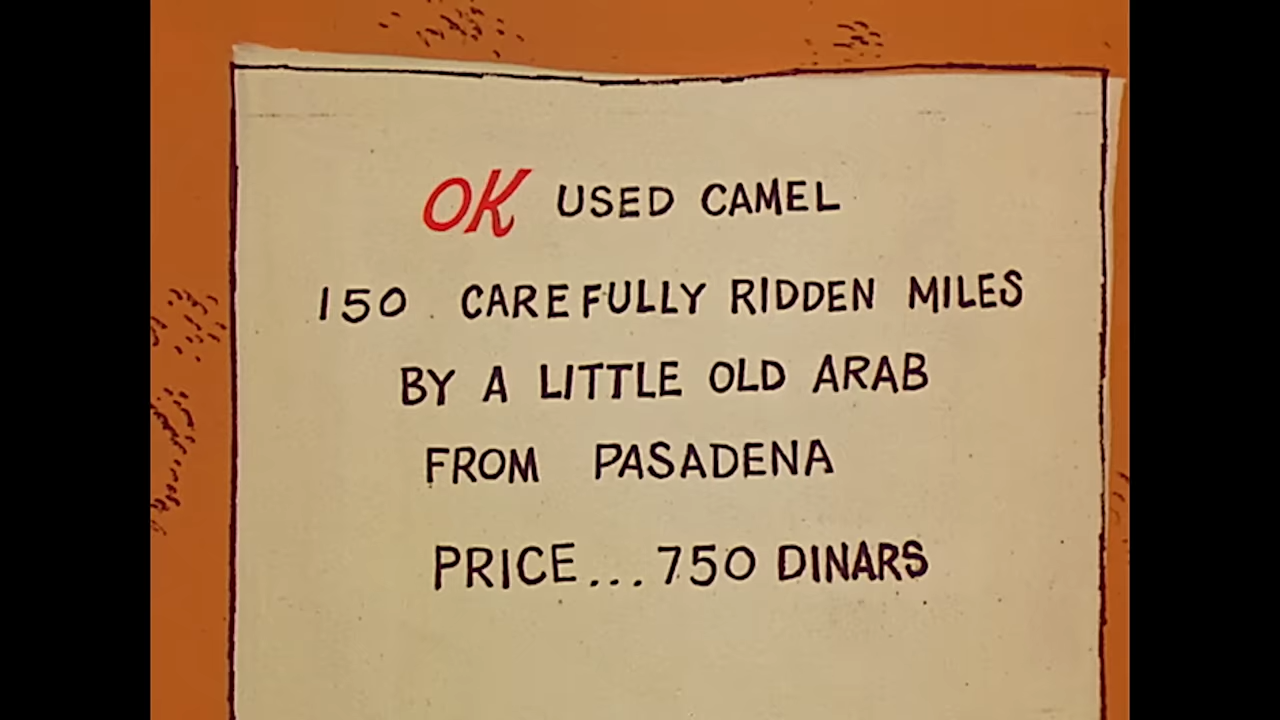 OK USED CAMEL
150 CAREFULLY RIDDEN MILES
BY A LITTLE OLD ARAB
FROM PASADENA
PRICE...750 DINARS